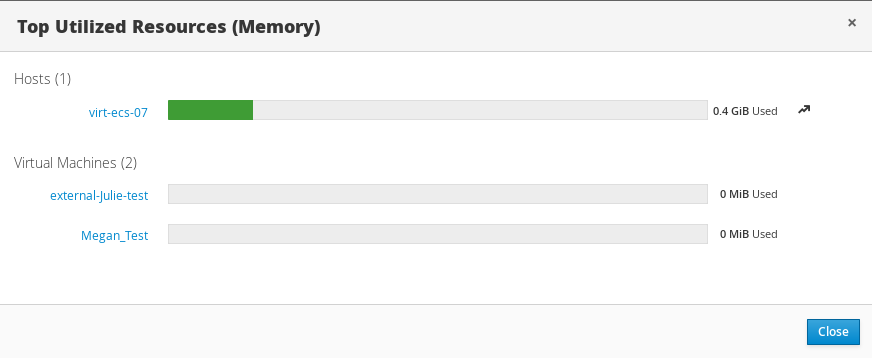 Top Utilized Resources (Memory)
×
Hosts (1)
virt-ecs-07 0.4 GiB Used
Virtual Machines (2)
external-Julie-test 0 MiB Used
Megan_Test 0 MiB Used
Close